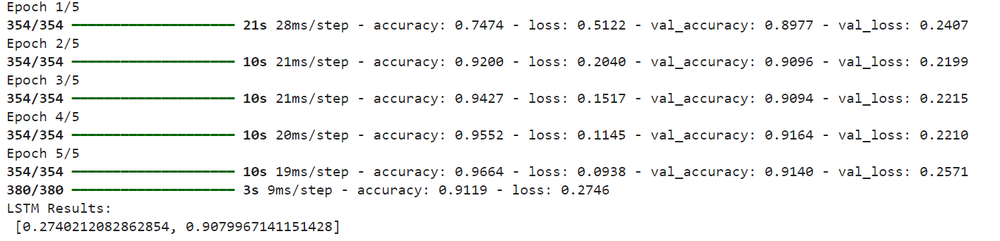 Epoch 1/5
354/354 ━━━━━━━━━━━━━━━━━━━━ 21s 28ms/step - accuracy: 0.7474 - loss: 0.5122 - val_accuracy: 0.8977 - val_loss: 0.2407
Epoch 2/5
354/354 ━━━━━━━━━━━━━━━━━━━━ 10s 21ms/step - accuracy: 0.9200 - loss: 0.2040 - val_accuracy: 0.9096 - val_loss: 0.2199
Epoch 3/5
354/354 ━━━━━━━━━━━━━━━━━━━━ 10s 21ms/step - accuracy: 0.9427 - loss: 0.1517 - val_accuracy: 0.9094 - val_loss: 0.2215
Epoch 4/5
354/354 ━━━━━━━━━━━━━━━━━━━━ 10s 20ms/step - accuracy: 0.9552 - loss: 0.1145 - val_accuracy: 0.9164 - val_loss: 0.2210
Epoch 5/5
354/354 ━━━━━━━━━━━━━━━━━━━━ 10s 19ms/step - accuracy: 0.9664 - loss: 0.0938 - val_accuracy: 0.9140 - val_loss: 0.2571
380/380 ━━━━━━━━━━━━━━━━━━━━ 3s 9ms/step - accuracy: 0.9119 - loss: 0.2746
LSTM Results:
[0.2740212082862854, 0.9079967141151428]